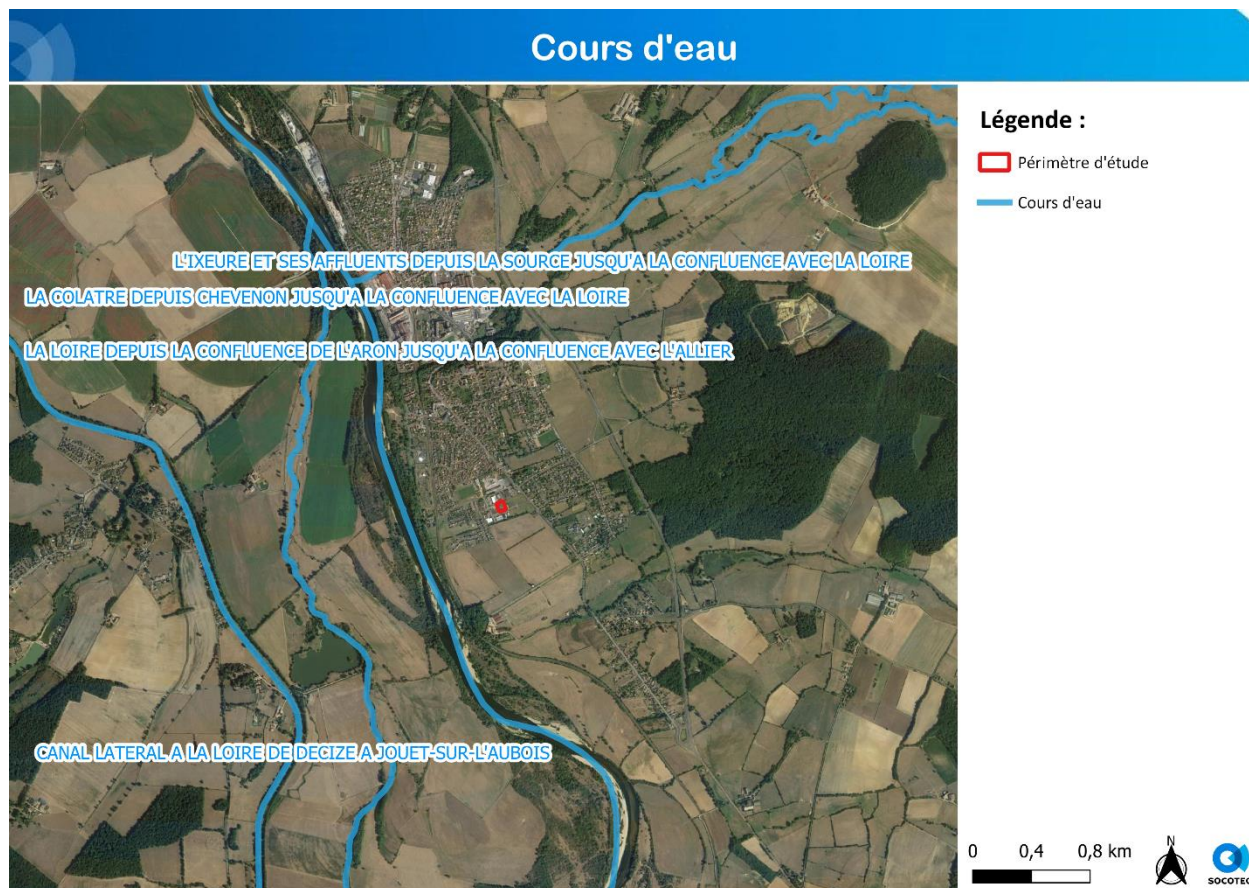 Cours d'eau
L'IXEURE ET SES AFFLUENTS DEPUIS LA SOURCE JUSQU'A LA CONFLUENCE AVEC LA LOIRE
LA COLATRE DEPUIS CHEVENON JUSQU'A LA CONFLUENCE AVEC LA LOIRE
LA LOIRE DEPUIS LA CONFLUENCE DE L'ARON JUSQU'A LA CONFLUENCE AVEC L'ALLIER
CANAL LATERAL A LA LOIRE DE DECIZE A JOUET-SUR-L'AUBOIS
Légende :
Périmètre d'étude
Cours d'eau
0 0,4 0,8 km
N
SOCOTEC